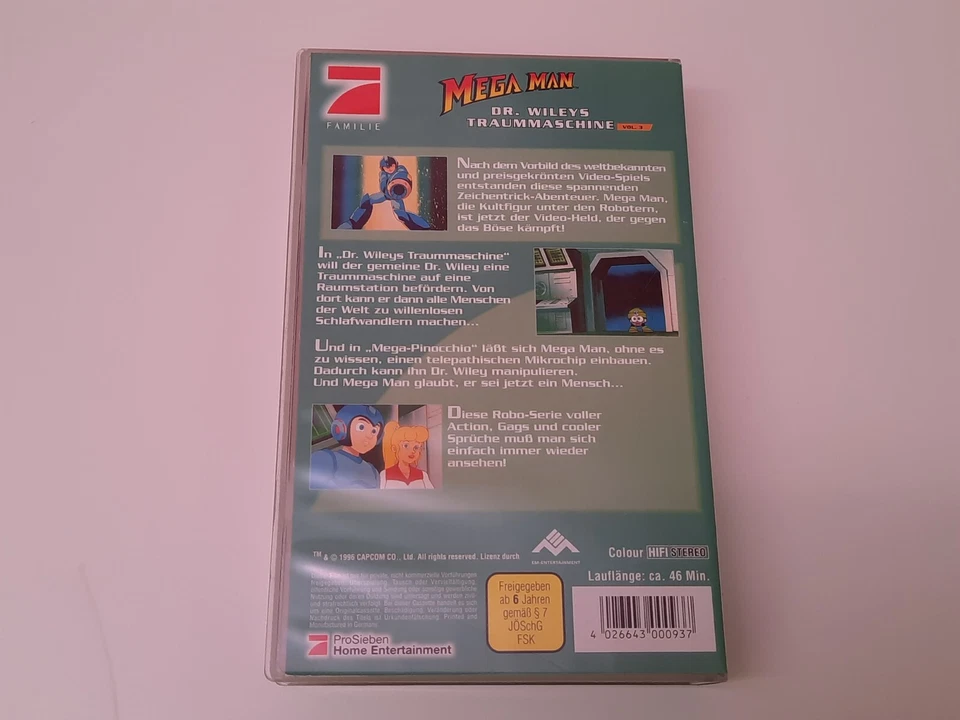 7
FAMILIE
MEGA MAN™
DR. WILEYS
TRAUMMASCHINE VOL. 3
Nach dem Vorbild des weltbekannten
und preisgekrönten Video-Spiels
entstanden diese spannenden
Zeichentrick-Abenteuer. Mega Man,
die Kultfigur unter den Robotern,
ist jetzt der Video-Held, der gegen
das Böse kämpft!
In „Dr. Wileys Traummaschine"
will der gemeine Dr. Wiley eine
Traummaschine auf eine
Raumstation befördern. Von
dort kann er dann alle Menschen
der Welt zu willenlosen
Schlafwandlern machen...
Und in „Mega-Pinocchio" läßt sich Mega Man, ohne es
zu wissen, einen telepathischen Mikrochip einbauen.
Dadurch kann ihn Dr. Wiley manipulieren.
Und Mega Man glaubt, er sei jetzt ein Mensch...
Diese Robo-Serie voller
Action, Gags und cooler
Sprüche muß man sich
einfach immer wieder
ansehen!
™ & © 1996 CAPCOM CO., Ltd. All rights reserved. Lizenz durch
EM-ENTERTAINMENT
Colour HIFI STEREO
Lauflänge: ca. 46 Min.
Manufactured in Germany
Freigegeben
ab 6 Jahren
gemäß § 7
JÖSchG
FSK
4 026643 000937
7 ProSieben
Home Entertainment